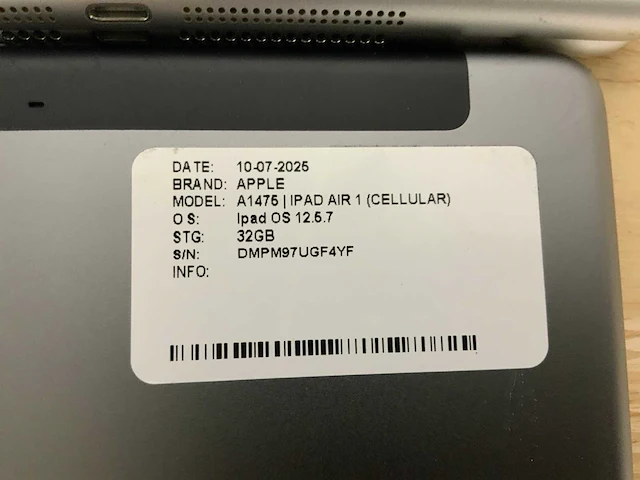 DATE: 10-07-2025
BRAND: APPLE
MODEL: A1475 | IPAD AIR 1 (CELLULAR)
OS: Ipad OS 12.5.7
STG: 32GB
S/N: DMPM97UGF4YF
INFO: